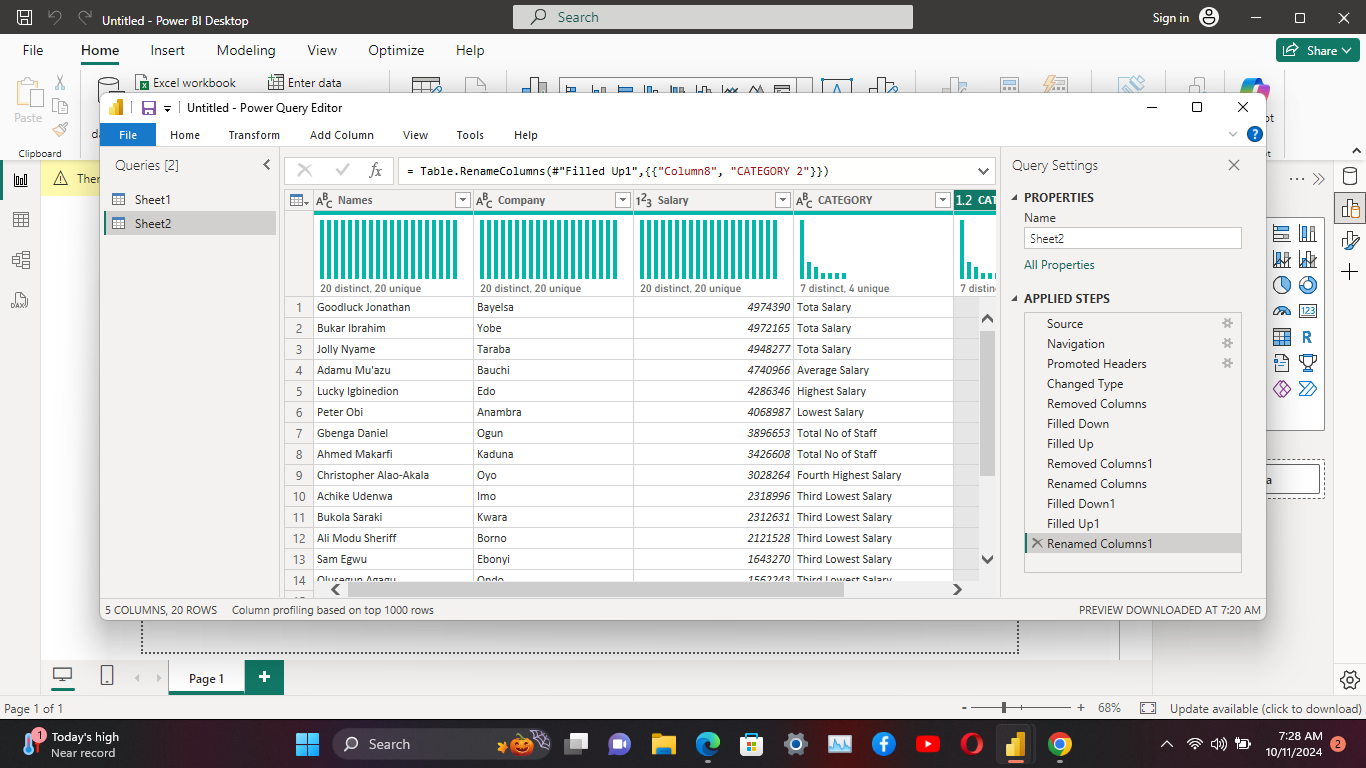 Untitled - Power BI Desktop
Search
Sign in
File
Home
Insert
Modeling
View
Optimize
Help
Share
Paste
Excel workbook
Enter data
Clipboard
Untitled - Power Query Editor
File
Home
Transform
Add Column
View
Tools
Help
Queries [2]
Sheet1
Sheet2
= Table.RenameColumns(#"Filled Up1",{{"Column8", "CATEGORY 2"}})
Names Company Salary CATEGORY
20 distinct, 20 unique 20 distinct, 20 unique 20 distinct, 20 unique 7 distinct, 4 unique
1 Goodluck Jonathan Bayelsa 4974390 Tota Salary
2 Bukar Ibrahim Yobe 4972165 Tota Salary
3 Jolly Nyame Taraba 4948277 Tota Salary
4 Adamu Mu'azu Bauchi 4740966 Average Salary
5 Lucky Igbinedion Edo 4286346 Highest Salary
6 Peter Obi Anambra 4068987 Lowest Salary
7 Gbenga Daniel Ogun 3896653 Total No of Staff
8 Ahmed Makarfi Kaduna 3426608 Total No of Staff
9 Christopher Alao-Akala Oyo 3028264 Fourth Highest Salary
10 Achike Udenwa Imo 2318996 Third Lowest Salary
11 Bukola Saraki Kwara 2312631 Third Lowest Salary
12 Ali Modu Sheriff Borno 2121528 Third Lowest Salary
13 Sam Egwu Ebonyi 1643270 Third Lowest Salary
14 Olusegun Agagu Ondo 1562243 Third Lowest Salary
Query Settings
PROPERTIES
Name
Sheet2
All Properties
APPLIED STEPS
Source
Navigation
Promoted Headers
Changed Type
Removed Columns
Filled Down
Filled Up
Removed Columns1
Renamed Columns
Filled Down1
Filled Up1
Renamed Columns1
5 COLUMNS, 20 ROWS
Column profiling based on top 1000 rows
PREVIEW DOWNLOADED AT 7:20 AM
Page 1
Page 1 of 1
68%
Update available (click to download)
1
Today's high
Near record
Search
7:28 AM
10/11/2024
2